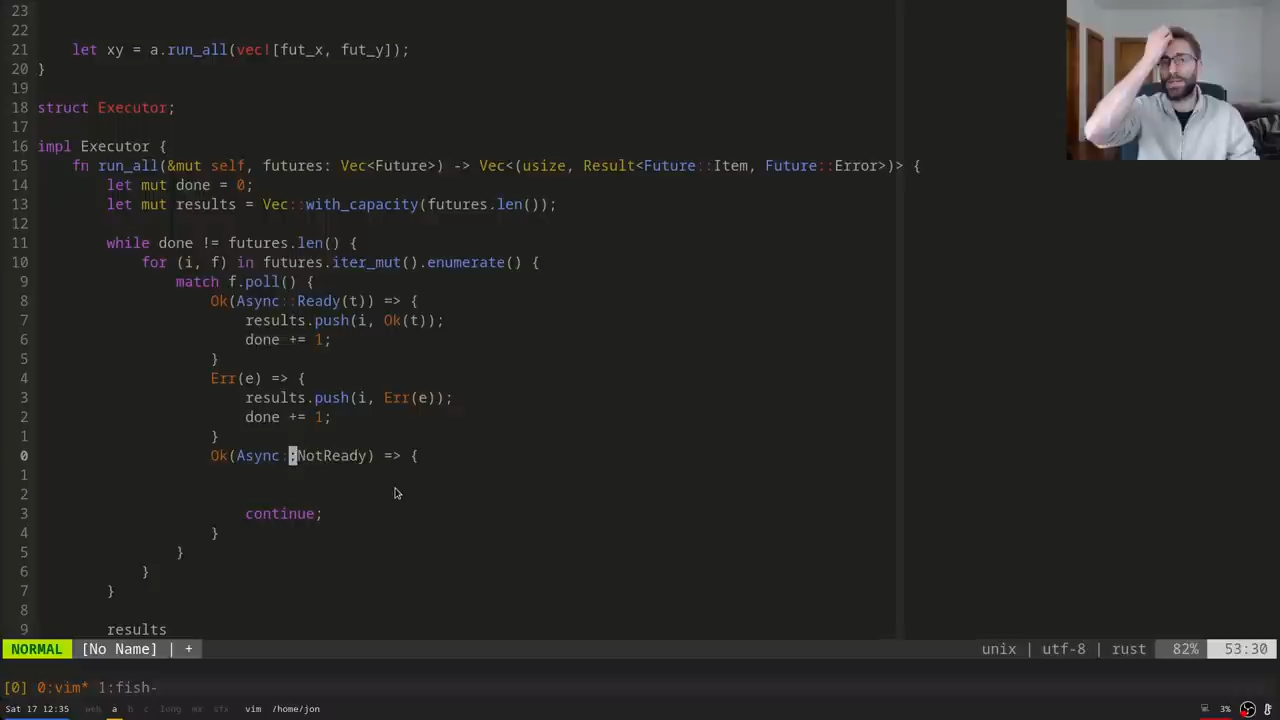 23
22
21 let xy = a.run_all(vec![fut_x, fut_y]);
20 }
19
18 struct Executor;
17
16 impl Executor {
15 fn run_all(&mut self, futures: Vec<Future>) -> Vec<(usize, Result<Future::Item, Future::Error>)> {
14 let mut done = 0;
13 let mut results = Vec::with_capacity(futures.len());
12
11 while done != futures.len() {
10 for (i, f) in futures.iter_mut().enumerate() {
9 match f.poll() {
8 Ok(Async::Ready(t)) => {
7 results.push(i, Ok(t));
6 done += 1;
5 }
4 Err(e) => {
3 results.push(i, Err(e));
2 done += 1;
1 }
0 Ok(Async::NotReady) => {
1
2
3 continue;
4 }
5 }
6 }
7 }
8
9 results
NORMAL [No Name] | + unix | utf-8 | rust 82% 53:30
[0] 0:vim* 1:fish-
Sat 17 12:35 web a b c long mx sfx vim /home/jon 3%